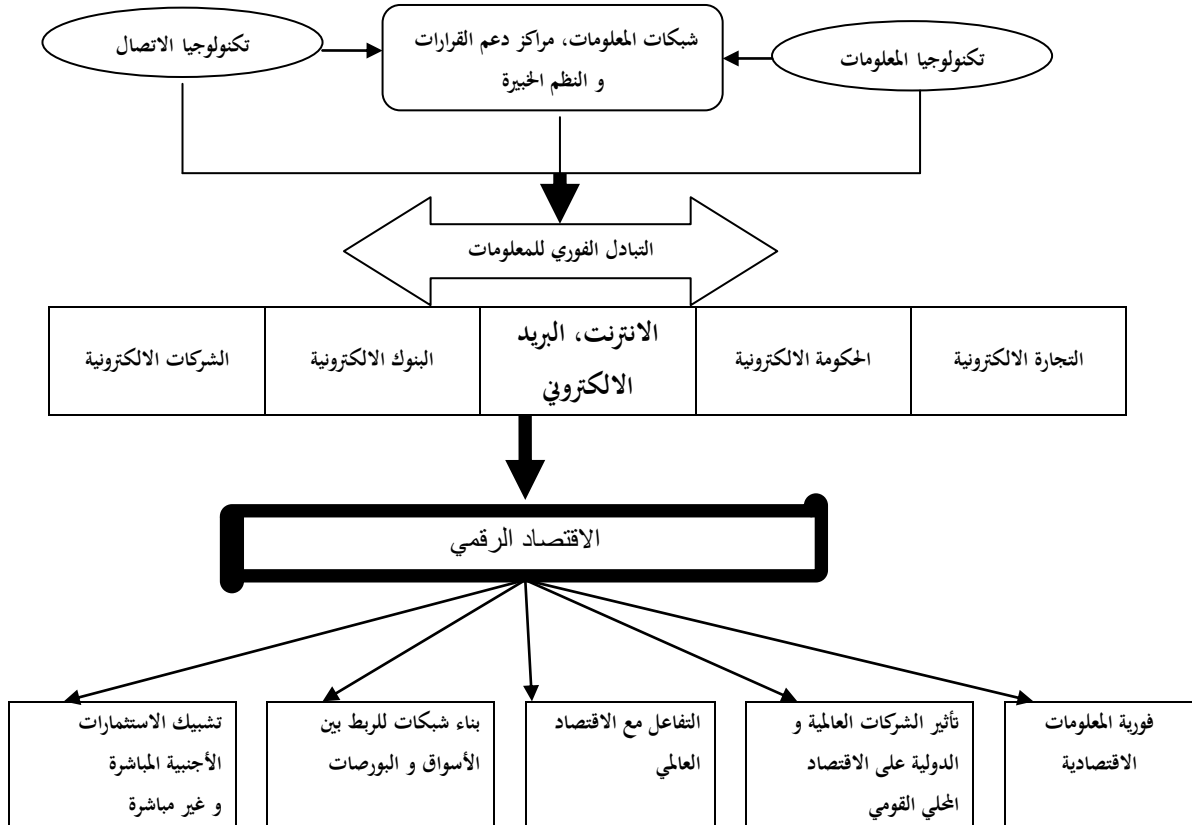 تكنولوجيا المعلومات
شبكات المعلومات، مراكز دعم القرارات
و النظم الخبيرة
تكنولوجيا الاتصال
التبادل الفوري للمعلومات
التجارة الالكترونية
الحكومة الالكترونية
الانترنت، البريد
الالكتروني
البنوك الالكترونية
الشركات الالكترونية
الاقتصاد الرقمي
فورية المعلومات
الاقتصادية
تأثير الشركات العالمية و
الدولية على الاقتصاد
المحلي القومي
التفاعل مع الاقتصاد
العالمي
بناء شبكات للربط بين
الأسواق و البورصات
تشبيك الاستثمارات
الأجنبية المباشرة
و غير مباشرة